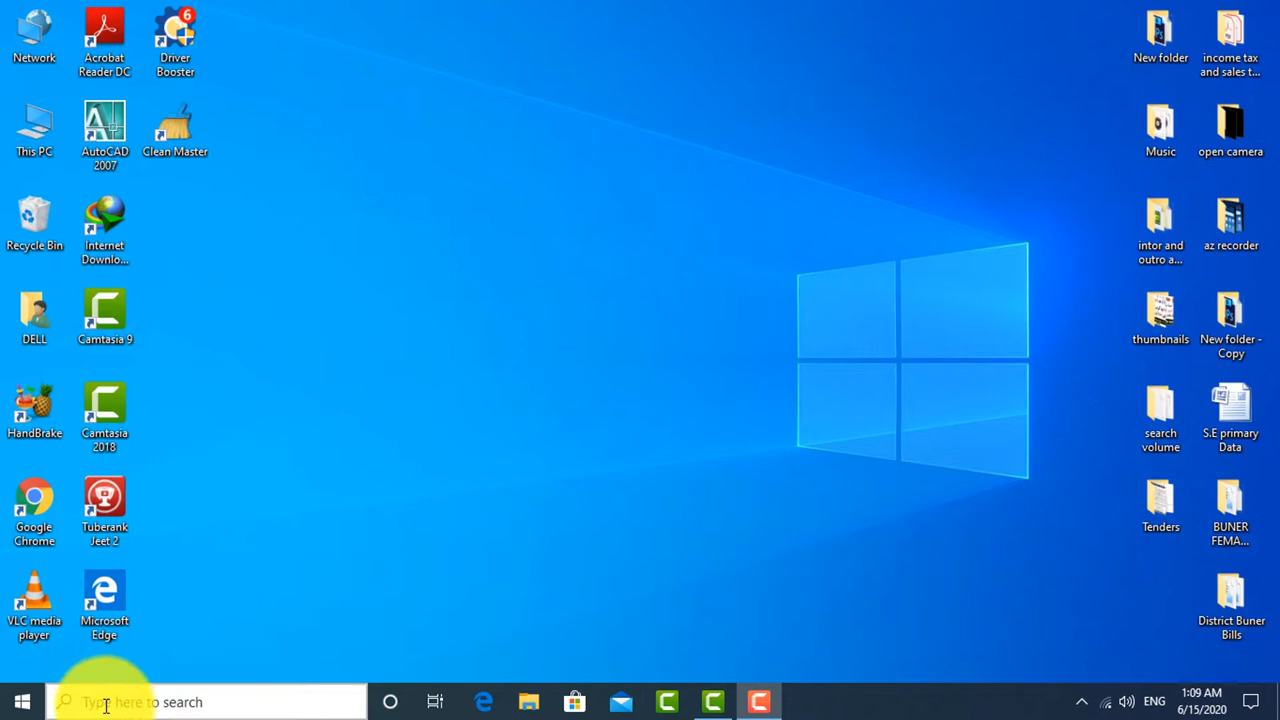 Network
Acrobat
Reader DC
6
Driver
Booster
This PC
AutoCAD
2007
Clean Master
Recycle Bin
Internet
Downlo...
DELL
Camtasia 9
HandBrake
Camtasia
2018
Google
Chrome
Tuberank
Jeet 2
VLC media
player
Microsoft
Edge
New folder
income tax
and sales t...
Music
open camera
intor and
outro a...
az recorder
thumbnails
New folder -
Copy
search
volume
S.E primary
Data
Tenders
BUNER
FEMA...
District Buner
Bills
Type here to search
ENG
1:09 AM
6/15/2020